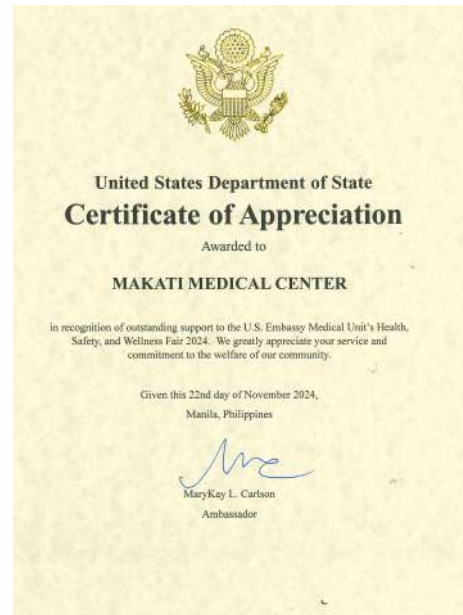 United States Department of State
Certificate of Appreciation
Awarded to
MAKATI MEDICAL CENTER
in recognition of outstanding support to the U.S. Embassy Medical Unit's Health,
Safety, and Wellness Fair 2024. We greatly appreciate your service and
commitment to the welfare of our community.
Given this 22nd day of November 2024,
Manila, Philippines
MaryKay L. Carlson
Ambassador